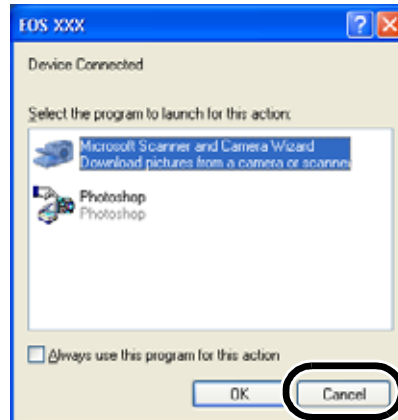 EOS XXX
Device Connected
Select the program to launch for this action:
Microsoft Scanner and Camera Wizard
Download pictures from a camera or scanner
Photoshop
Photoshop
Always use this program for this action
OK
Cancel